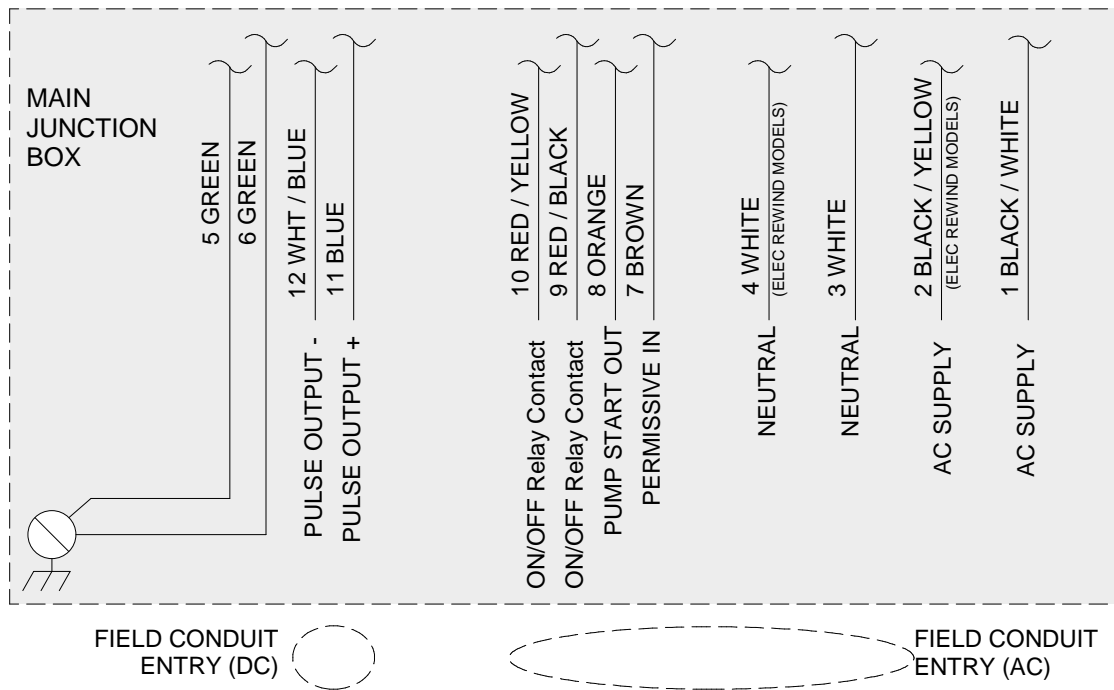 MAIN
JUNCTION
BOX
5 GREEN
6 GREEN
12 WHT / BLUE
11 BLUE
10 RED / YELLOW
9 RED / BLACK
8 ORANGE
7 BROWN
4 WHITE
(ELEC REWIND MODELS)
3 WHITE
2 BLACK / YELLOW
(ELEC REWIND MODELS)
1 BLACK / WHITE
PULSE OUTPUT -
PULSE OUTPUT +
ON/OFF Relay Contact
ON/OFF Relay Contact
PUMP START OUT
PERMISSIVE IN
NEUTRAL
NEUTRAL
AC SUPPLY
AC SUPPLY
FIELD CONDUIT
ENTRY (DC)
FIELD CONDUIT
ENTRY (AC)